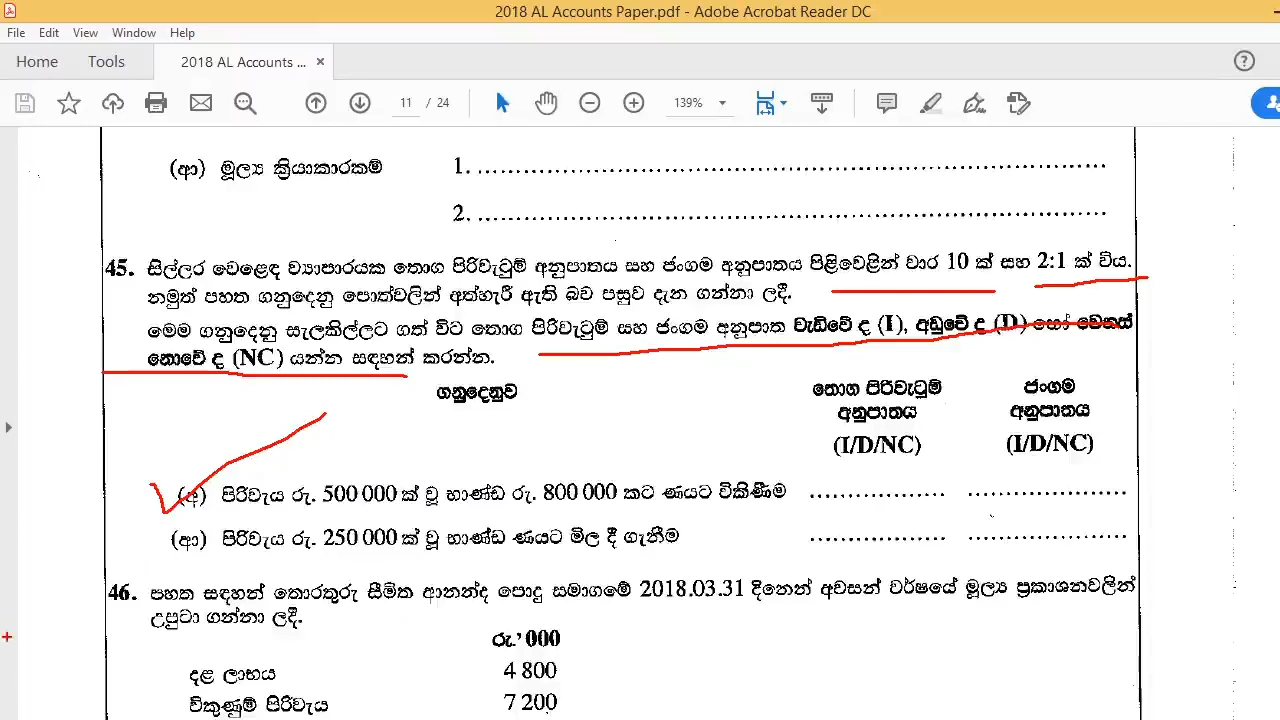 2018 AL Accounts Paper.pdf - Adobe Acrobat Reader DC
File Edit View Window Help
Home Tools 2018 AL Accounts ... ×
11 / 24 139%
(ආ) මූල්‍ය ක්‍රියාකාරකම් 1. ........................................
2. ........................................
45. සිල්ලර වෙළෙඳ ව්‍යාපාරයක තොග පිරිවැටුම් අනුපාතය සහ ජංගම අනුපාතය පිළිවෙළින් වාර 10 ක් සහ 2:1 ක් විය.
නමුත් පහත ගනුදෙනු පොත්වලින් අත්හැරී ඇති බව පසුව දැන ගන්නා ලදී.
මෙම ගනුදෙනු සැලකිල්ලට ගත් විට තොග පිරිවැටුම් සහ ජංගම අනුපාත වැඩිවේ ද (I), අඩුවේ ද (D) හෝ වෙනස්
නොවේ ද (NC) යන්න සඳහන් කරන්න.
ගනුදෙනුව තොග පිරිවැටුම් ජංගම
අනුපාතය අනුපාතය
(I/D/NC) (I/D/NC)
(අ) පිරිවැය රු. 500 000 ක් වූ භාණ්ඩ රු. 800 000 කට ණයට විකිණීම .................... ....................
(ආ) පිරිවැය රු. 250 000 ක් වූ භාණ්ඩ ණයට මිල දී ගැනීම .................... ....................
46. පහත සඳහන් තොරතුරු සීමිත ආනන්ද පොදු සමාගමේ 2018.03.31 දිනෙන් අවසන් වර්ෂයේ මූල්‍ය ප්‍රකාශනවලින්
උපුටා ගන්නා ලදී.
රු.'000
දළ ලාභය 4 800
විකුණුම් පිරිවැය 7 200